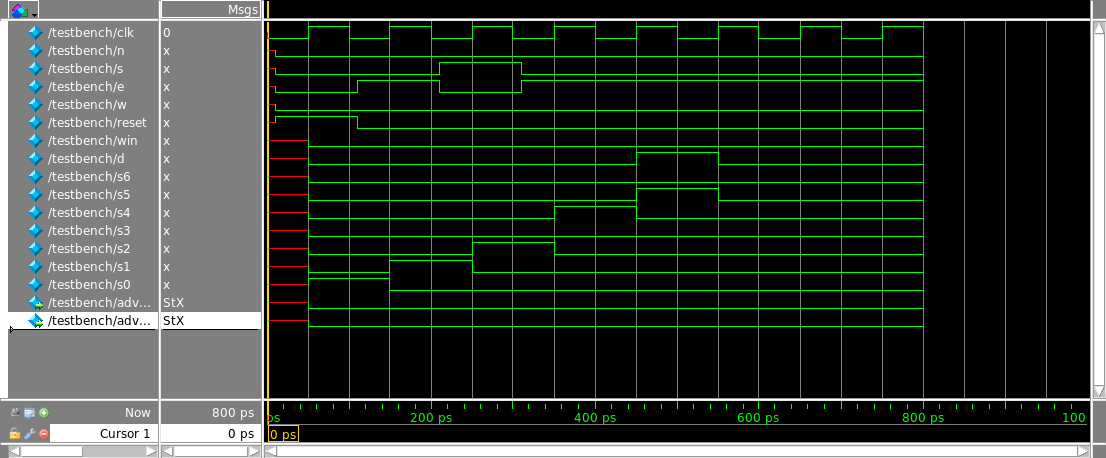 Msgs
/testbench/clk 0
/testbench/n x
/testbench/s x
/testbench/e x
/testbench/w x
/testbench/reset x
/testbench/win x
/testbench/d x
/testbench/s6 x
/testbench/s5 x
/testbench/s4 x
/testbench/s3 x
/testbench/s2 x
/testbench/s1 x
/testbench/s0 x
/testbench/adv... StX
/testbench/adv... StX
Now 800 ps ps 200 ps 400 ps 600 ps 800 ps 100
Cursor 1 0 ps 0 ps